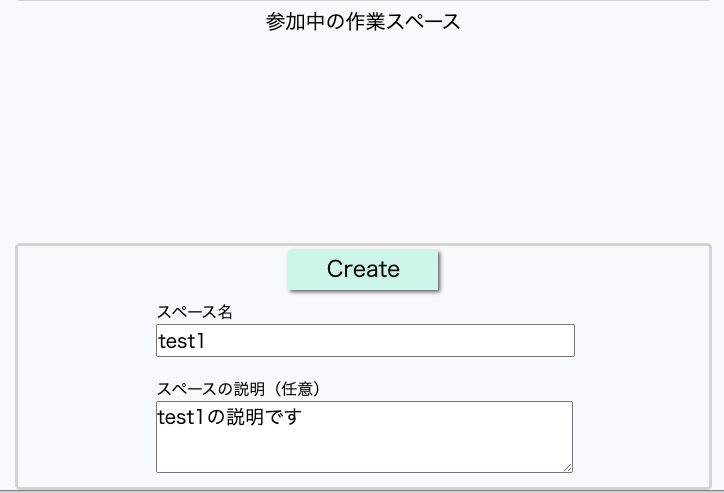 参加中の作業スペース
Create
スペース名
test1
スペースの説明（任意）
test1の説明です